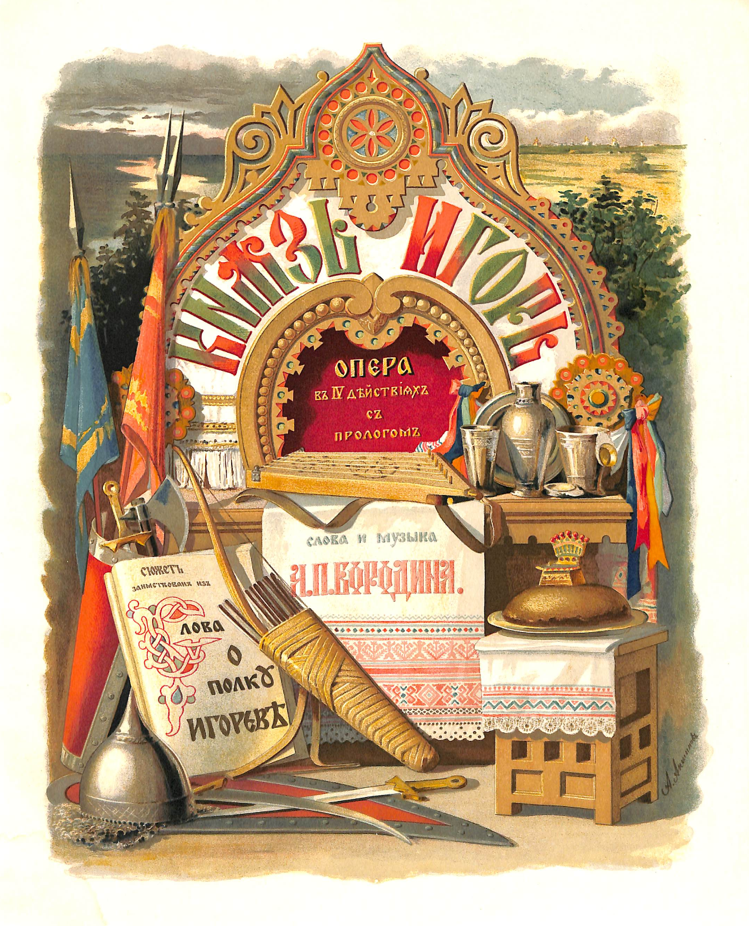 КНЯЗЬ ИГОРЬ
ОПЕРА
въ IV ДѢЙСТВІЯХЪ
съ
ПРОЛОГОМЪ
СЛОВА И МУЗЫКА
А.П.БОРОДИНА.
СЮЖЕТЪ
ЗАИМСТВОВАНЪ ИЗЪ
СЛОВА
О
ПОЛКУ
ИГОРЕВѢ